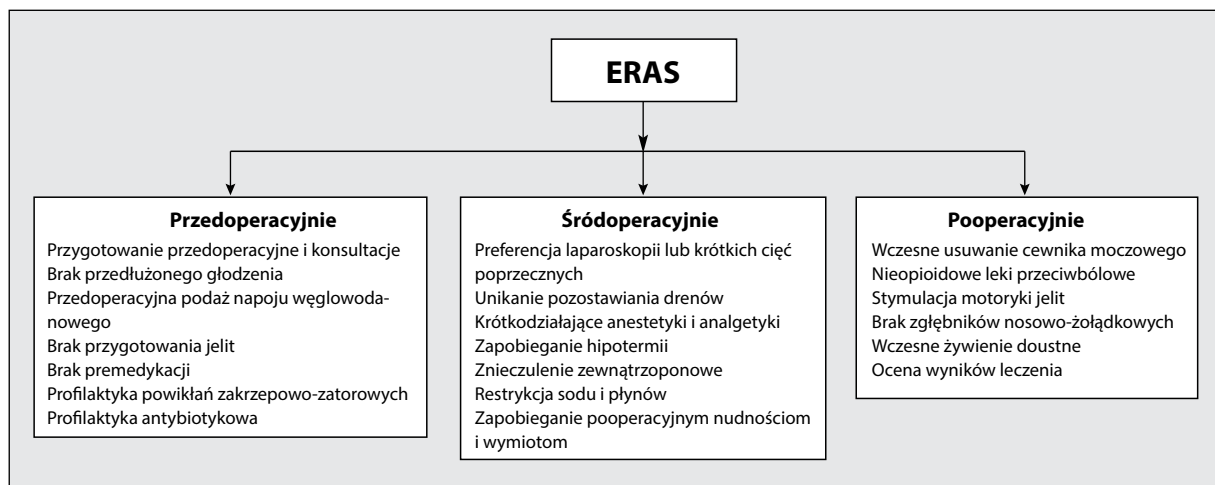 ERAS
Przedoperacyjnie
Przygotowanie przedoperacyjne i konsultacje
Brak przedłużonego głodzenia
Przedoperacyjna podaż napoju węglowoda-
nowego
Brak przygotowania jelit
Brak premedykacji
Profilaktyka powikłań zakrzepowo-zatorowych
Profilaktyka antybiotykowa
Śródoperacyjnie
Preferencja laparoskopii lub krótkich cięć
poprzecznych
Unikanie pozostawiania drenów
Krótkodziałające anestetyki i analgetyki
Zapobieganie hipotermii
Znieczulenie zewnątrzoponowe
Restrykcja sodu i płynów
Zapobieganie pooperacyjnym nudnościom
i wymiotom
Pooperacyjnie
Wczesne usuwanie cewnika moczowego
Nieopioidowe leki przeciwbólowe
Stymulacja motoryki jelit
Brak zgłębników nosowo-żołądkowych
Wczesne żywienie doustne
Ocena wyników leczenia